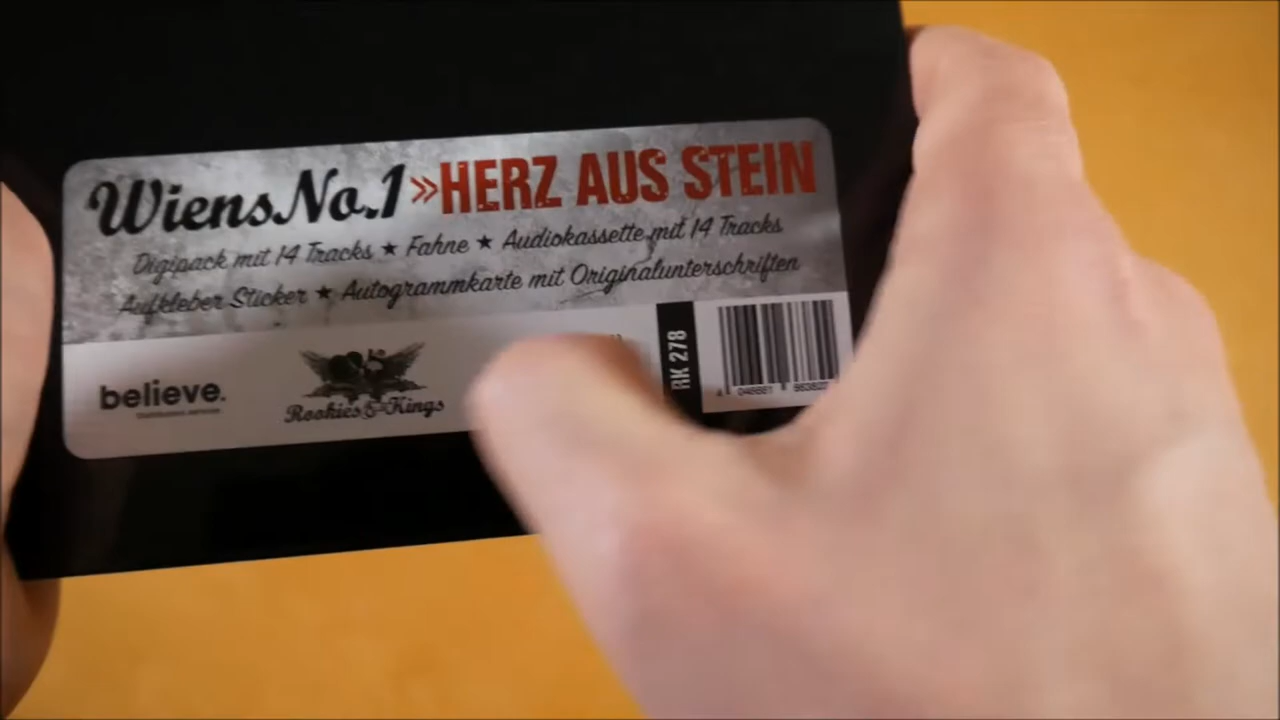 WiensNo.1 »HERZ AUS STEIN
Digipack mit 14 Tracks ★ Fahne ★ Audiokassette mit 14 Tracks
Aufkleber Sticker ★ Autogrammkarte mit Originalunterschriften
believe.
Rookies & Kings
RK 278